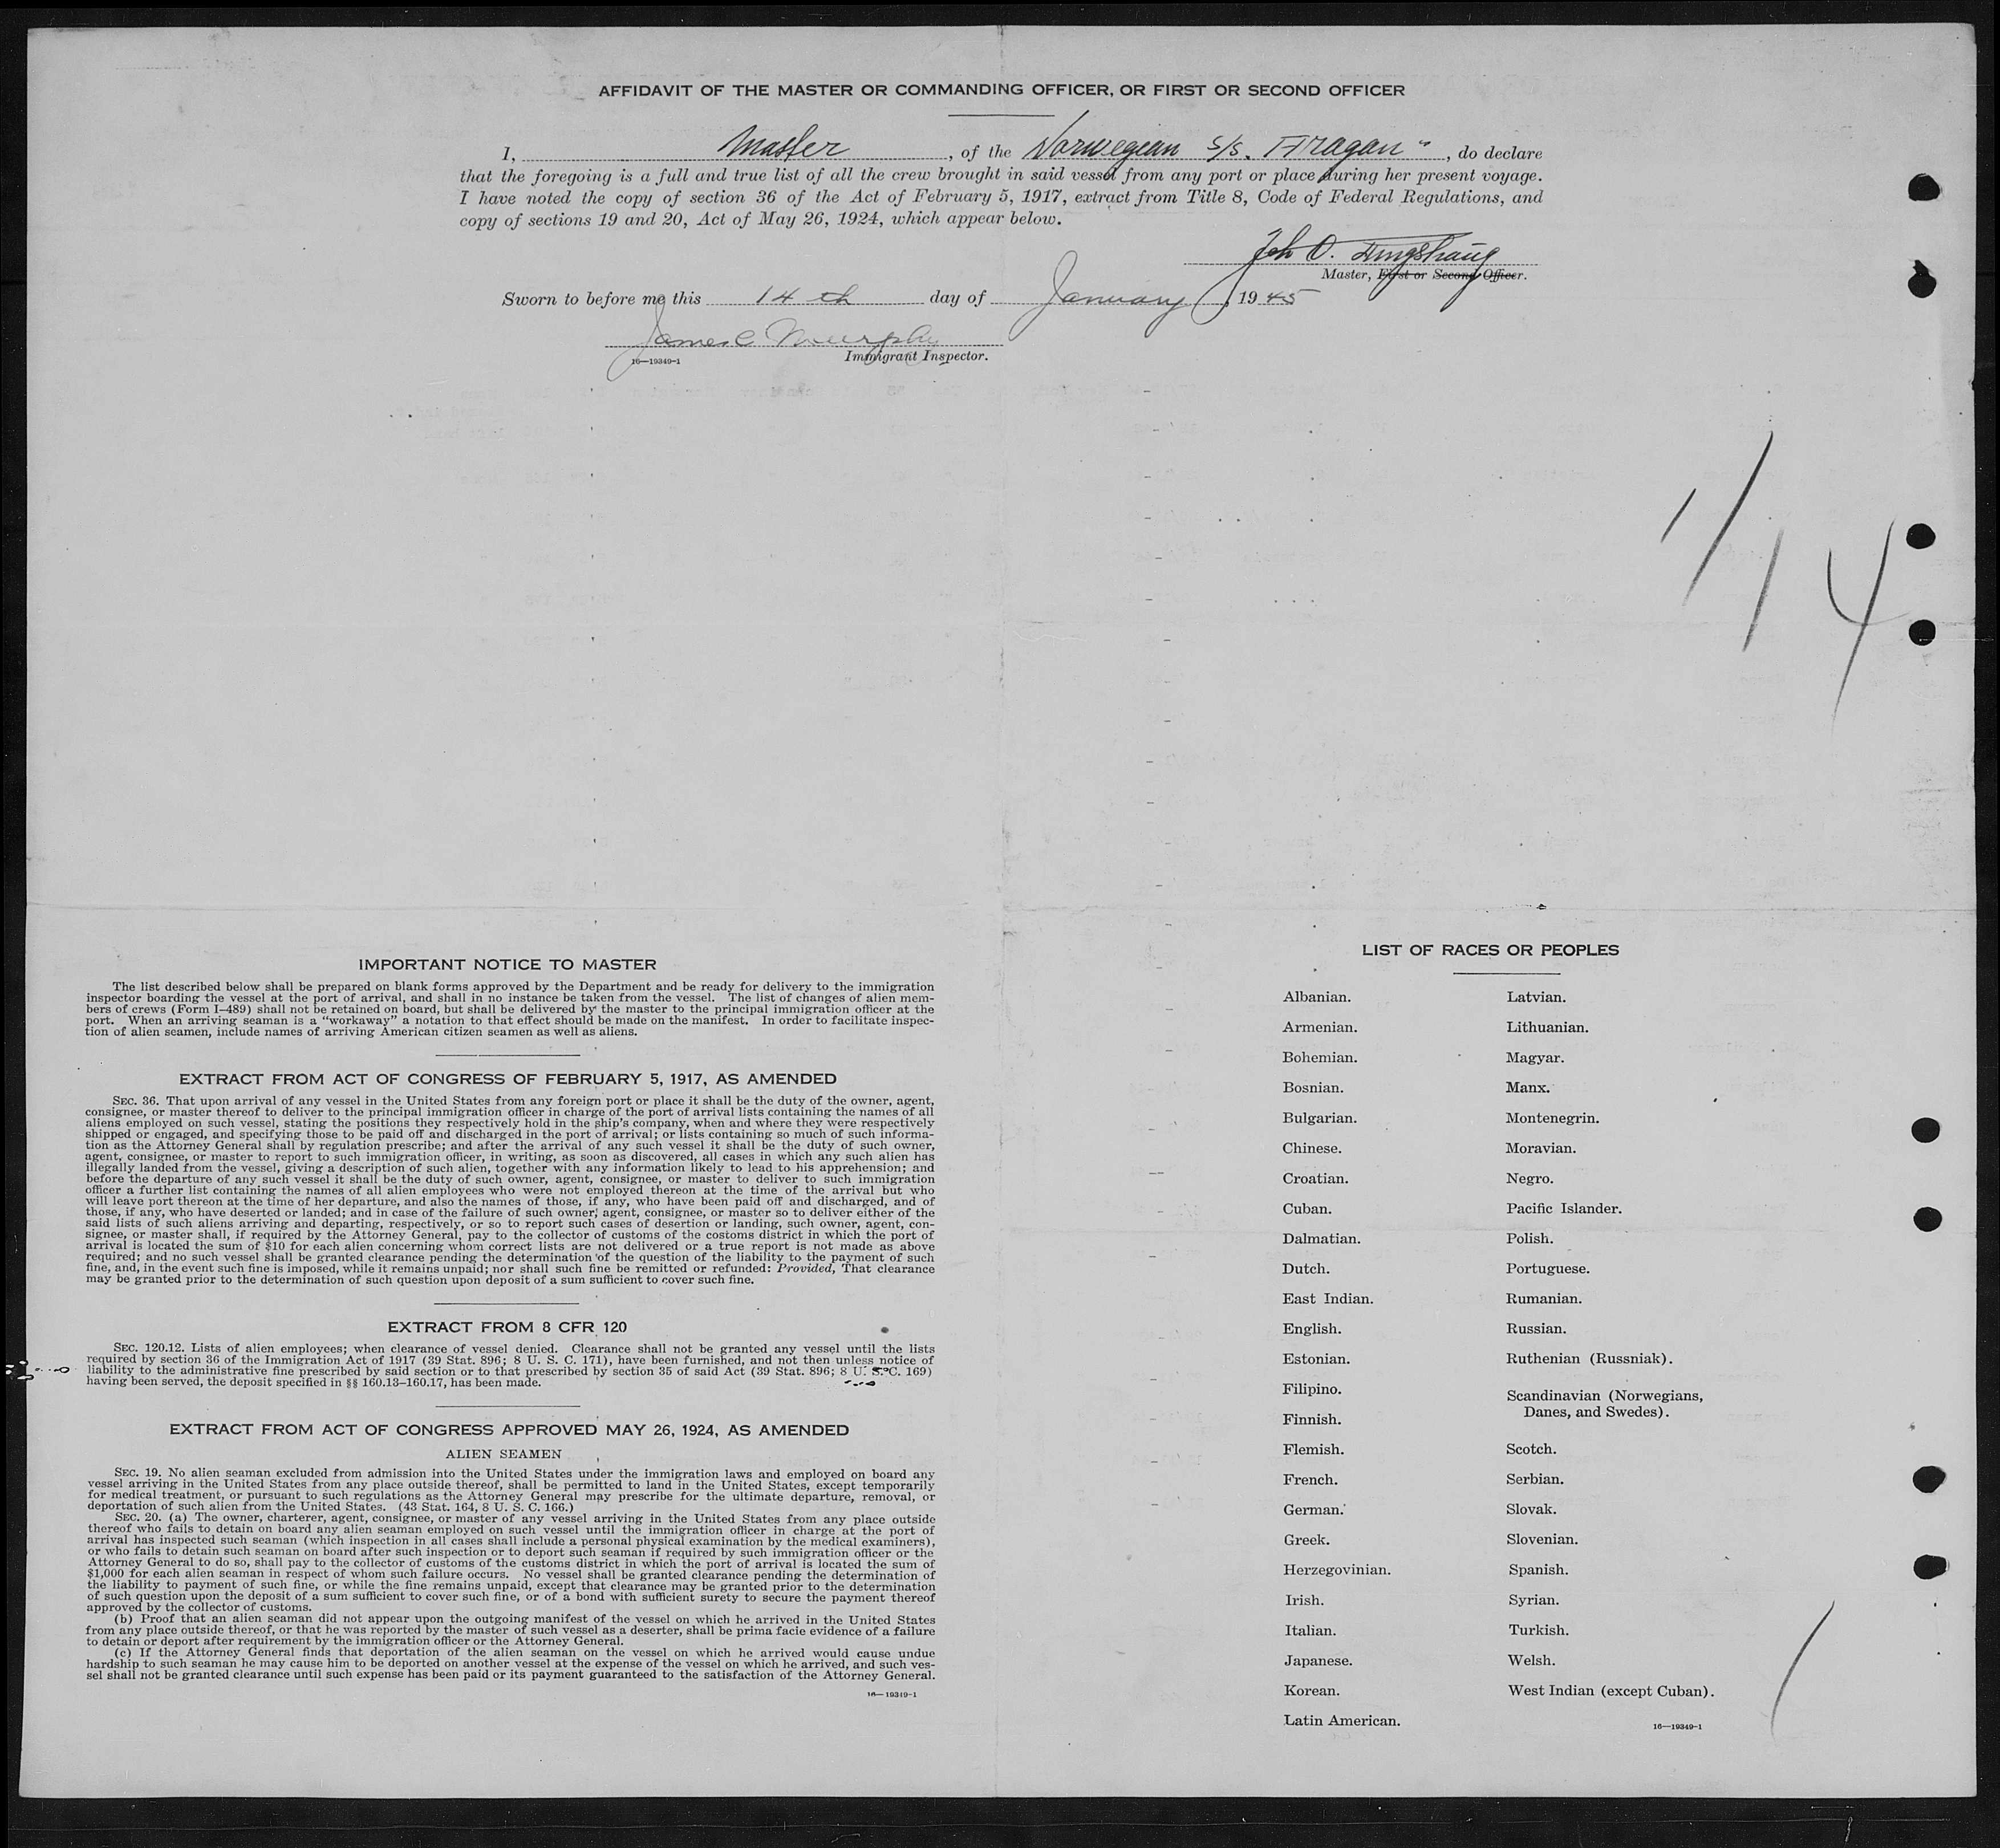 AFFIDAVIT OF THE MASTER OR COMMANDING OFFICER, OR FIRST OR SECOND OFFICER
I, Master, of the Norwegian S/S. Aragon", do declare
that the foregoing is a full and true list of all the crew brought in said vessel from any port or place during her present voyage.
I have noted the copy of section 36 of the Act of February 5, 1917, extract from Title 8, Code of Federal Regulations, and
copy of sections 19 and 20, Act of May 26, 1924, which appear below.
Joh O.
Master, First or Second Officer.
Sworn to before me this 14th day of January, 1945
James C Murphy
16—19349-1 Immigrant Inspector.
1/14
IMPORTANT NOTICE TO MASTER
The list described below shall be prepared on blank forms approved by the Department and be ready for delivery to the immigration
inspector boarding the vessel at the port of arrival, and shall in no instance be taken from the vessel. The list of changes of alien mem-
bers of crews (Form I-489) shall not be retained on board, but shall be delivered by the master to the principal immigration officer at the
port. When an arriving seaman is a "workaway" a notation to that effect should be made on the manifest. In order to facilitate inspec-
tion of alien seamen, include names of arriving American citizen seamen as well as aliens.
EXTRACT FROM ACT OF CONGRESS OF FEBRUARY 5, 1917, AS AMENDED
SEC. 36. That upon arrival of any vessel in the United States from any foreign port or place it shall be the duty of the owner, agent,
consignee, or master thereof to deliver to the principal immigration officer in charge of the port of arrival lists containing the names of all
aliens employed on such vessel, stating the positions they respectively hold in the ship's company, when and where they were respectively
shipped or engaged, and specifying those to be paid off and discharged in the port of arrival; or lists containing so much of such informa-
tion as the Attorney General shall by regulation prescribe; and after the arrival of any such vessel it shall be the duty of such owner,
agent, consignee, or master to report to such immigration officer, in writing, as soon as discovered, all cases in which any such alien has
illegally landed from the vessel, giving a description of such alien, together with any information likely to lead to his apprehension; and
before the departure of any such vessel it shall be the duty of such owner, agent, consignee, or master to deliver to such immigration
officer a further list containing the names of all alien employees who were not employed thereon at the time of the arrival but who
will leave port thereon at the time of her departure, and also the names of those, if any, who have been paid off and discharged, and of
those, if any, who have deserted or landed; and in case of the failure of such owner, agent, consignee, or master so to deliver either of the
said lists of such aliens arriving and departing, respectively, or so to report such cases of desertion or landing, such owner, agent, con-
signee, or master shall, if required by the Attorney General, pay to the collector of customs of the costoms district in which the port of
arrival is located the sum of $10 for each alien concerning whom correct lists are not delivered or a true report is not made as above
required; and no such vessel shall be granted clearance pending the determination of the question of the liability to the payment of such
fine, and, in the event such fine is imposed, while it remains unpaid; nor shall such fine be remitted or refunded: Provided, That clearance
may be granted prior to the determination of such question upon deposit of a sum sufficient to cover such fine.
EXTRACT FROM 8 CFR 120
SEC. 120.12. Lists of alien employees; when clearance of vessel denied. Clearance shall not be granted any vessel until the lists
required by section 36 of the Immigration Act of 1917 (39 Stat. 896; 8 U. S. C. 171), have been furnished, and not then unless notice of
liability to the administrative fine prescribed by said section or to that prescribed by section 35 of said Act (39 Stat. 896; 8 U. S. C. 169)
having been served, the deposit specified in §§ 160.13-160.17, has been made.
EXTRACT FROM ACT OF CONGRESS APPROVED MAY 26, 1924, AS AMENDED
ALIEN SEAMEN
SEC. 19. No alien seaman excluded from admission into the United States under the immigration laws and employed on board any
vessel arriving in the United States from any place outside thereof, shall be permitted to land in the United States, except temporarily
for medical treatment, or pursuant to such regulations as the Attorney General may prescribe for the ultimate departure, removal, or
deportation of such alien from the United States. (43 Stat. 164, 8 U. S. C. 166.)
SEC. 20. (a) The owner, charterer, agent, consignee, or master of any vessel arriving in the United States from any place outside
thereof who fails to detain on board any alien seaman employed on such vessel until the immigration officer in charge at the port of
arrival has inspected such seaman (which inspection in all cases shall include a personal physical examination by the medical examiners),
or who fails to detain such seaman on board after such inspection or to deport such seaman if required by such immigration officer or the
Attorney General to do so, shall pay to the collector of customs of the customs district in which the port of arrival is located the sum of
$1,000 for each alien seaman in respect of whom such failure occurs. No vessel shall be granted clearance pending the determination of
the liability to payment of such fine, or while the fine remains unpaid, except that clearance may be granted prior to the determination
of such question upon the deposit of a sum sufficient to cover such fine, or of a bond with sufficient surety to secure the payment thereof
approved by the collector of customs.
(b) Proof that an alien seaman did not appear upon the outgoing manifest of the vessel on which he arrived in the United States
from any place outside thereof, or that he was reported by the master of such vessel as a deserter, shall be prima facie evidence of a failure
to detain or deport after requirement by the immigration officer or the Attorney General.
(c) If the Attorney General finds that deportation of the alien seaman on the vessel on which he arrived would cause undue
hardship to such seaman he may cause him to be deported on another vessel at the expense of the vessel on which he arrived, and such ves-
sel shall not be granted clearance until such expense has been paid or its payment guaranteed to the satisfaction of the Attorney General.
16—19349-1
LIST OF RACES OR PEOPLES
Albanian.
Armenian.
Bohemian.
Bosnian.
Bulgarian.
Chinese.
Croatian.
Cuban.
Dalmatian.
Dutch.
East Indian.
English.
Estonian.
Filipino.
Finnish.
Flemish.
French.
German.
Greek.
Herzegovinian.
Irish.
Italian.
Japanese.
Korean.
Latin American.
Latvian.
Lithuanian.
Magyar.
Manx.
Montenegrin.
Moravian.
Negro.
Pacific Islander.
Polish.
Portuguese.
Rumanian.
Russian.
Ruthenian (Russniak).
Scandinavian (Norwegians,
Danes, and Swedes).
Scotch.
Serbian.
Slovak.
Slovenian.
Spanish.
Syrian.
Turkish.
Welsh.
West Indian (except Cuban).
16—19349-1